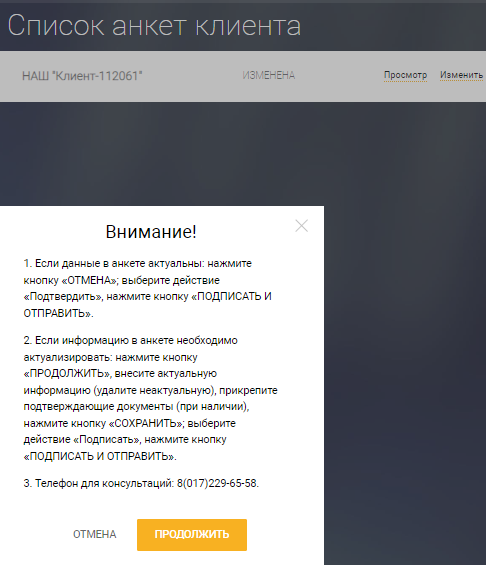 Список анкет клиента
НАШ "Клиент-112061"
ИЗМЕНЕНА
Просмотр
Изменить
Внимание!
1. Если данные в анкете актуальны: нажмите
кнопку «ОТМЕНА»; выберите действие
«Подтвердить», нажмите кнопку «ПОДПИСАТЬ И
ОТПРАВИТЬ».
2. Если информацию в анкете необходимо
актуализировать: нажмите кнопку
«ПРОДОЛЖИТЬ», внесите актуальную
информацию (удалите неактуальную), прикрепите
подтверждающие документы (при наличии),
нажмите кнопку «СОХРАНИТЬ»; выберите
действие «Подписать», нажмите кнопку
«ПОДПИСАТЬ И ОТПРАВИТЬ».
3. Телефон для консультаций: 8(017)229-65-58.
ОТМЕНА
ПРОДОЛЖИТЬ